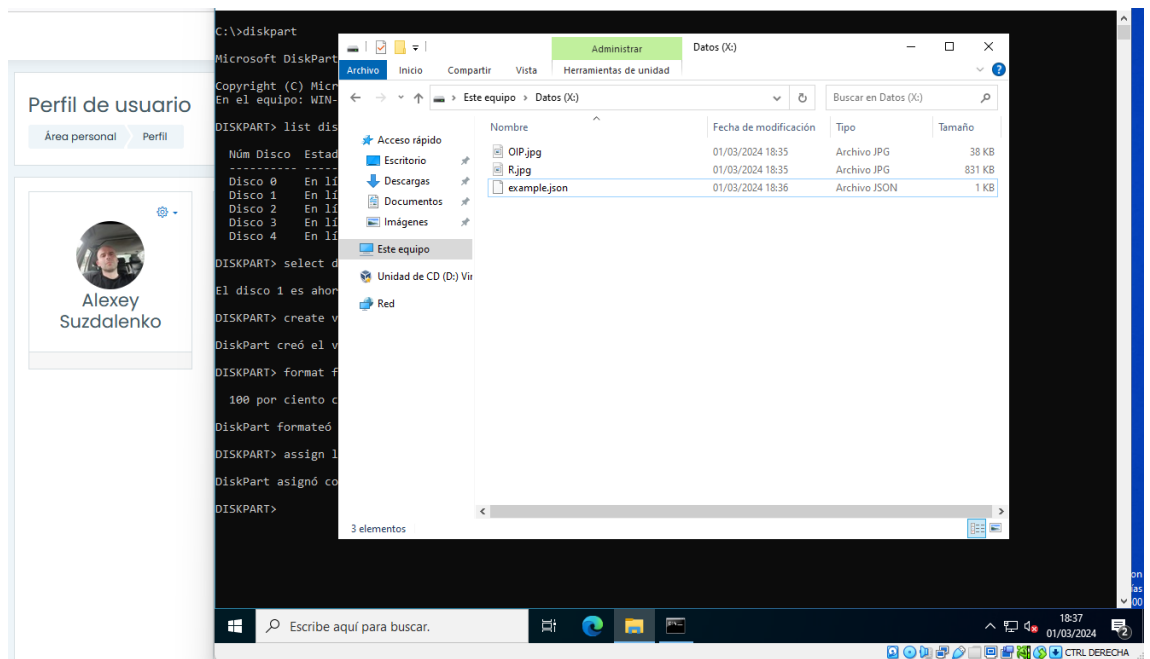 Perfil de usuario
Área personal Perfil
Alexey
Suzdalenko
C:\>diskpart
Microsoft DiskPart
Copyright (C) Micr
En el equipo: WIN-
DISKPART> list dis
Núm Disco Estad
---------- -----
Disco 0 En lí
Disco 1 En lí
Disco 2 En lí
Disco 3 En lí
Disco 4 En lí
DISKPART> select d
El disco 1 es ahor
DISKPART> create v
DiskPart creó el v
DISKPART> format f
100 por ciento c
DiskPart formateó
DISKPART> assign l
DiskPart asignó co
DISKPART>
Administrar Datos (X:)
Archivo Inicio Compartir Vista Herramientas de unidad
Este equipo > Datos (X:) Buscar en Datos (X:)
Acceso rápido
Escritorio
Descargas
Documentos
Imágenes
Este equipo
Unidad de CD (D:) Vir
Red
Nombre Fecha de modificación Tipo Tamaño
OIP.jpg 01/03/2024 18:35 Archivo JPG 38 KB
R.jpg 01/03/2024 18:35 Archivo JPG 831 KB
example.json 01/03/2024 18:36 Archivo JSON 1 KB
3 elementos
on
ías
00
Escribe aquí para buscar.
18:37
01/03/2024
2
CTRL DERECHA